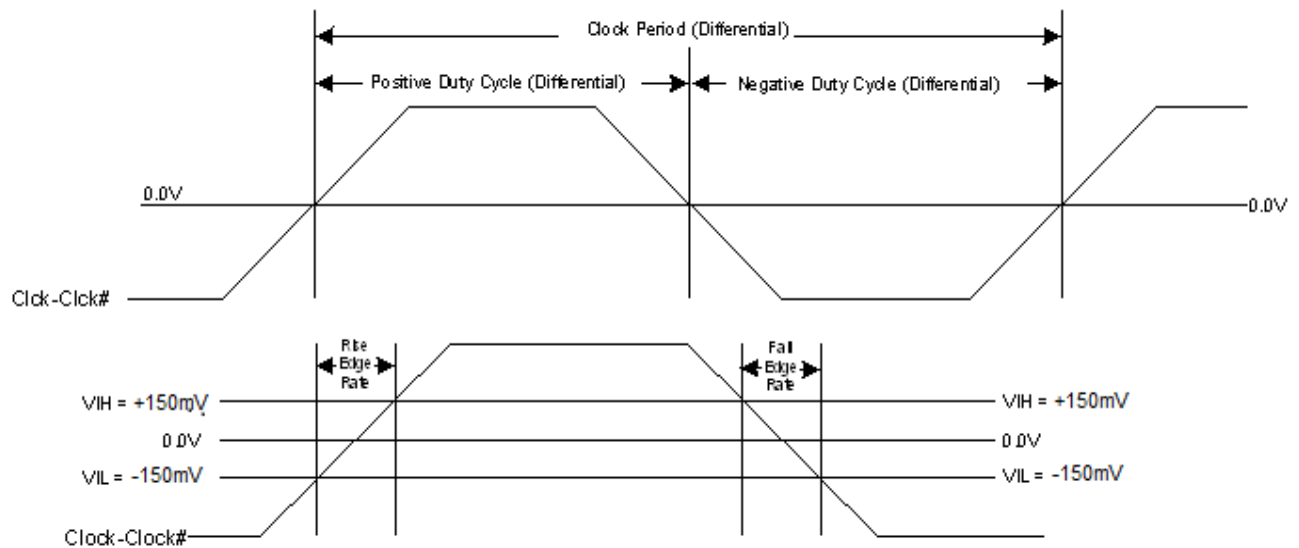 Clock Period (Differential)
Positive Duty Cycle (Differential)
Negative Duty Cycle (Differential)
0.0V
0.0V
Clck-Clck#
Rise
Edge
Rate
Fall
Edge
Rate
VIH = +150mV
VIH = +150mV
0.0V
0.0V
VIL = -150mV
VIL = -150mV
Clock-Clock#